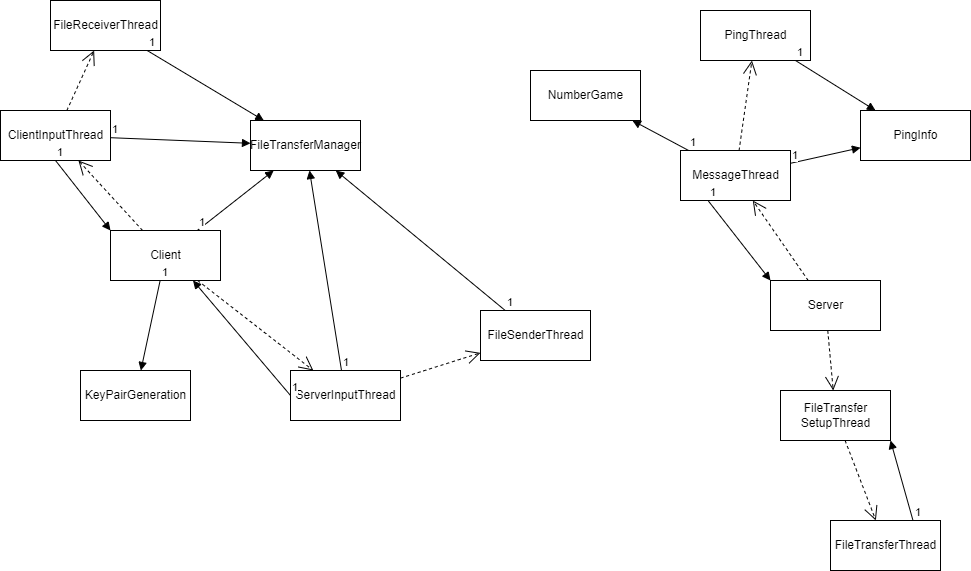 FileReceiverThread
1
PingThread
1
NumberGame
ClientInputThread
1
1
FileTransferManager
PingInfo
1
1
MessageThread
1
1
Client
1
Server
1
FileSenderThread
KeyPairGeneration
1
1
ServerInputThread
FileTransfer
SetupThread
1
FileTransferThread